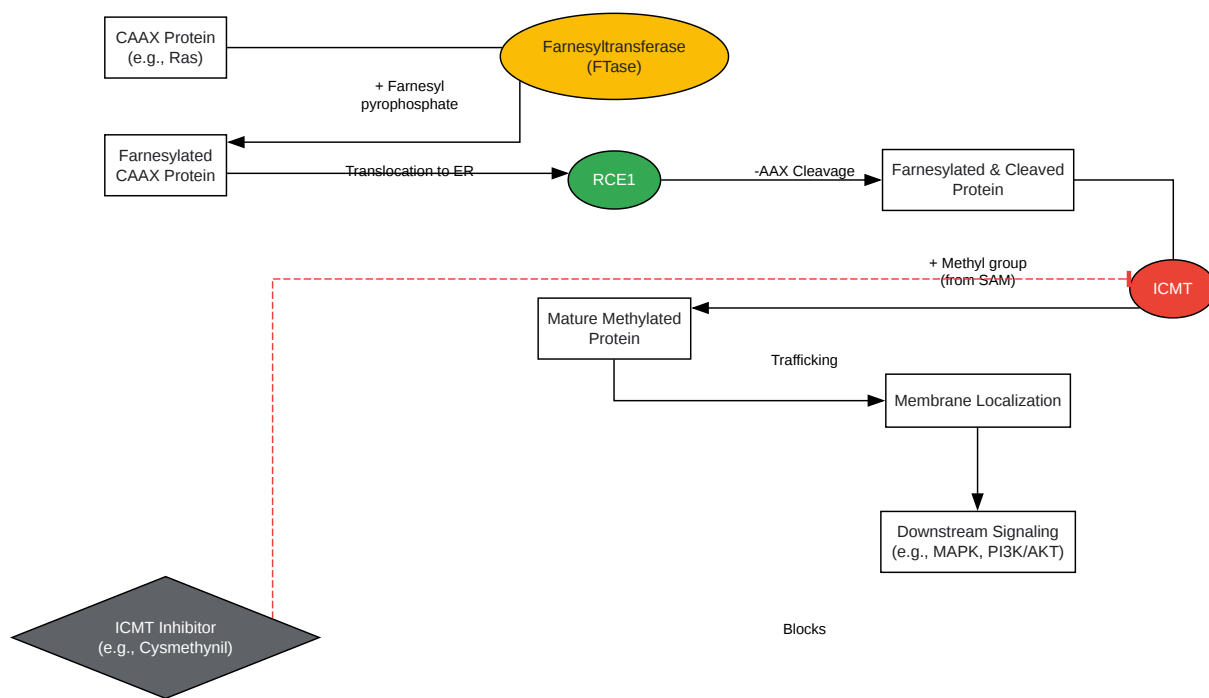 CAAX Protein
(e.g., Ras)
Farnesyltransferase
(FTase)
+ Farnesyl
pyrophosphate
Farnesylated
CAAX Protein
Translocation to ER
RCE1
-AAX Cleavage
Farnesylated & Cleaved
Protein
+ Methyl group
(from SAM)
ICMT
Mature Methylated
Protein
Trafficking
Membrane Localization
Downstream Signaling
(e.g., MAPK, PI3K/AKT)
ICMT Inhibitor
(e.g., Cysmethynil)
Blocks